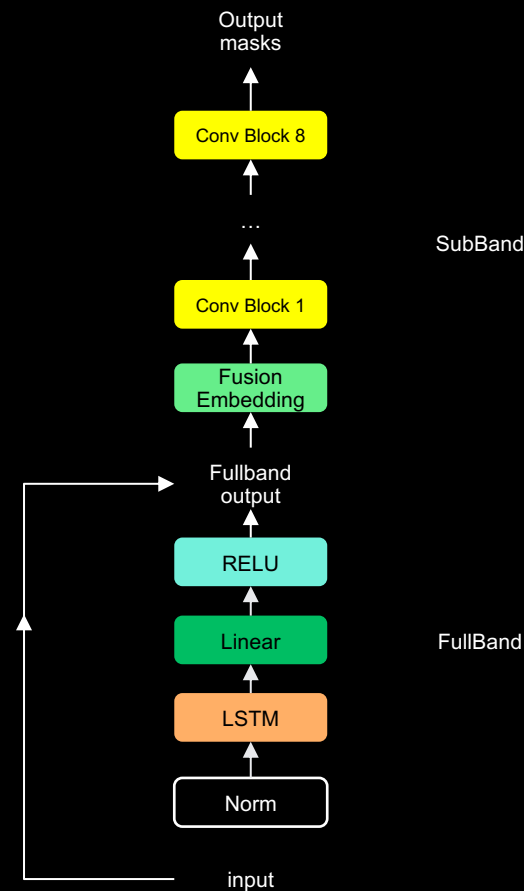 Output
masks
Conv Block 8
...
SubBand
Conv Block 1
Fusion
Embedding
Fullband
output
RELU
Linear
FullBand
LSTM
Norm
input